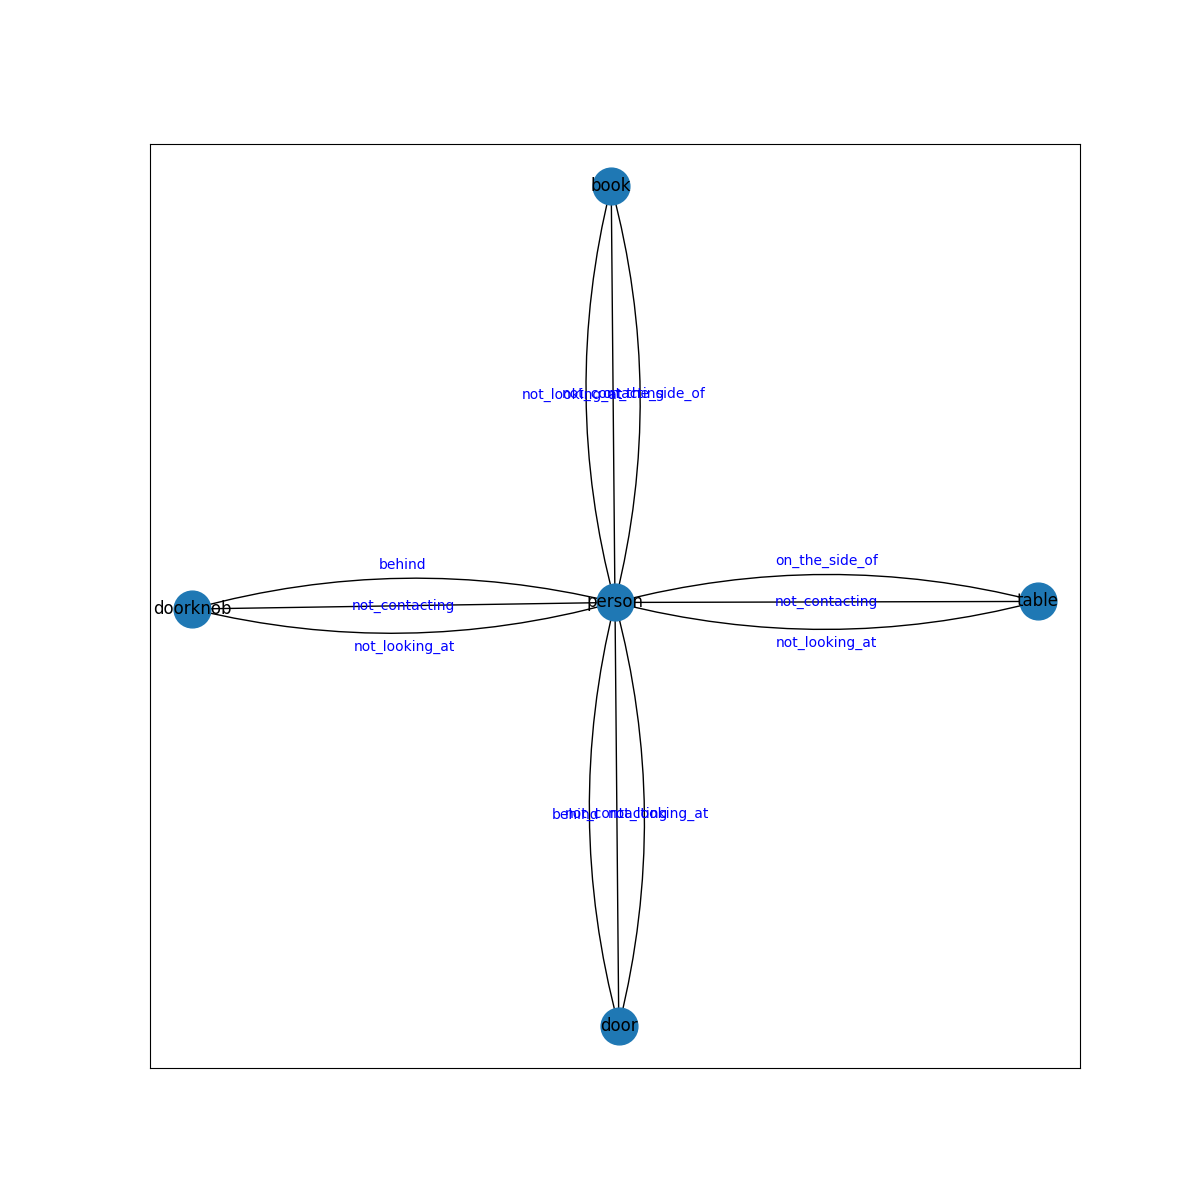 book
not_looking_at
not_contacting
on_the_side_of
behind
on_the_side_of
doorknob
not_contacting
person
not_contacting
table
not_looking_at
not_looking_at
behind
not_contacting
not_looking_at
door